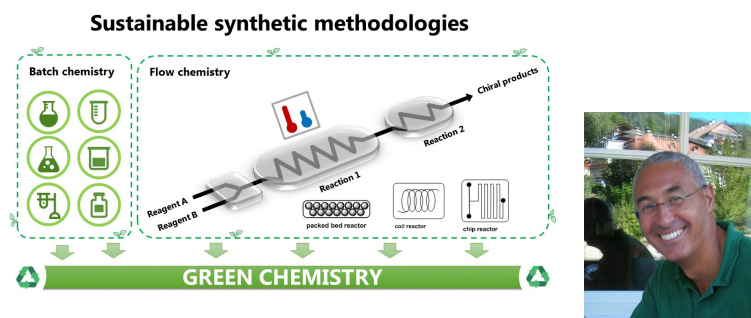 Sustainable synthetic methodologies
Batch chemistry
Flow chemistry
Chiral products
Reaction 2
Reaction 1
Reagent A
Reagent B
packed bed reactor
coil reactor
chip reactor
GREEN CHEMISTRY